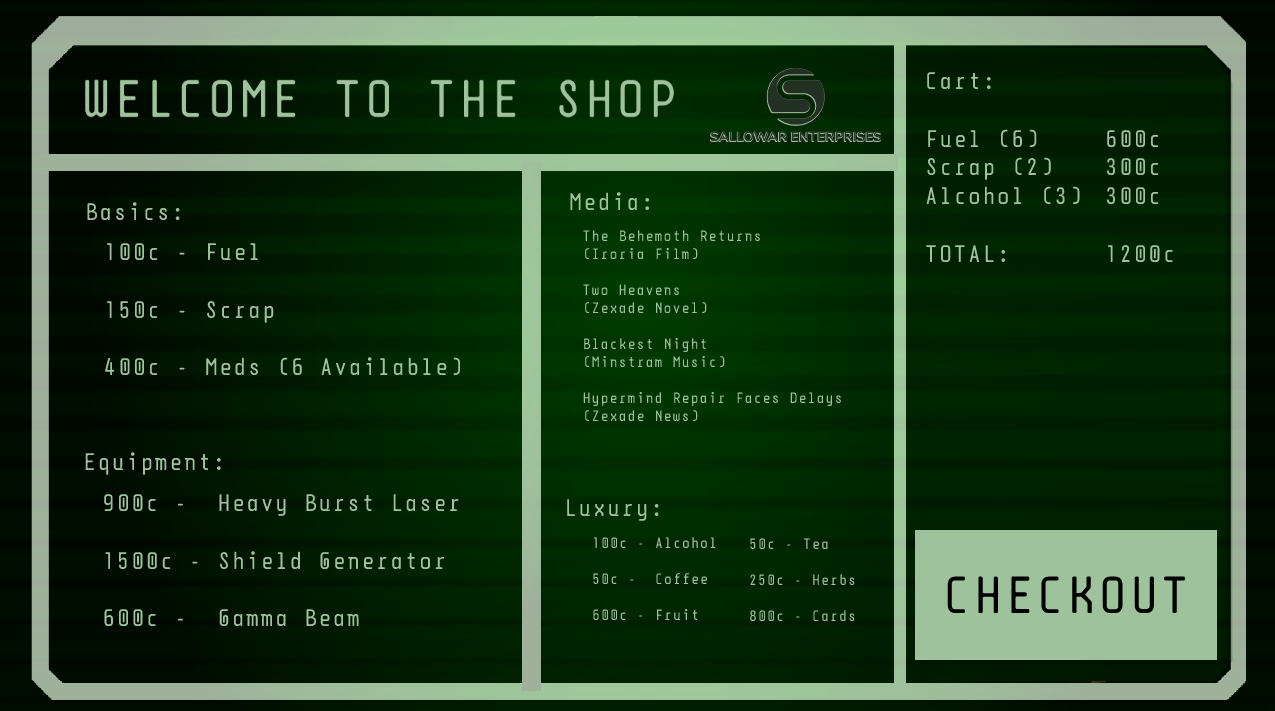 WELCOME TO THE SHOP
SALLOWAR ENTERPRISES
Basics:
100c - Fuel
150c - Scrap
400c - Meds (6 Available)
Equipment:
900c - Heavy Burst Laser
1500c - Shield Generator
600c - Gamma Beam
Media:
The Behemoth Returns
(Iroria Film)
Two Heavens
(Zexade Novel)
Blackest Night
(Minstram Music)
Hypermind Repair Faces Delays
(Zexade News)
Luxury:
100c - Alcohol 50c - Tea
50c - Coffee 250c - Herbs
600c - Fruit 800c - Cards
Cart:
Fuel (6) 600c
Scrap (2) 300c
Alcohol (3) 300c
TOTAL: 1200c
CHECKOUT